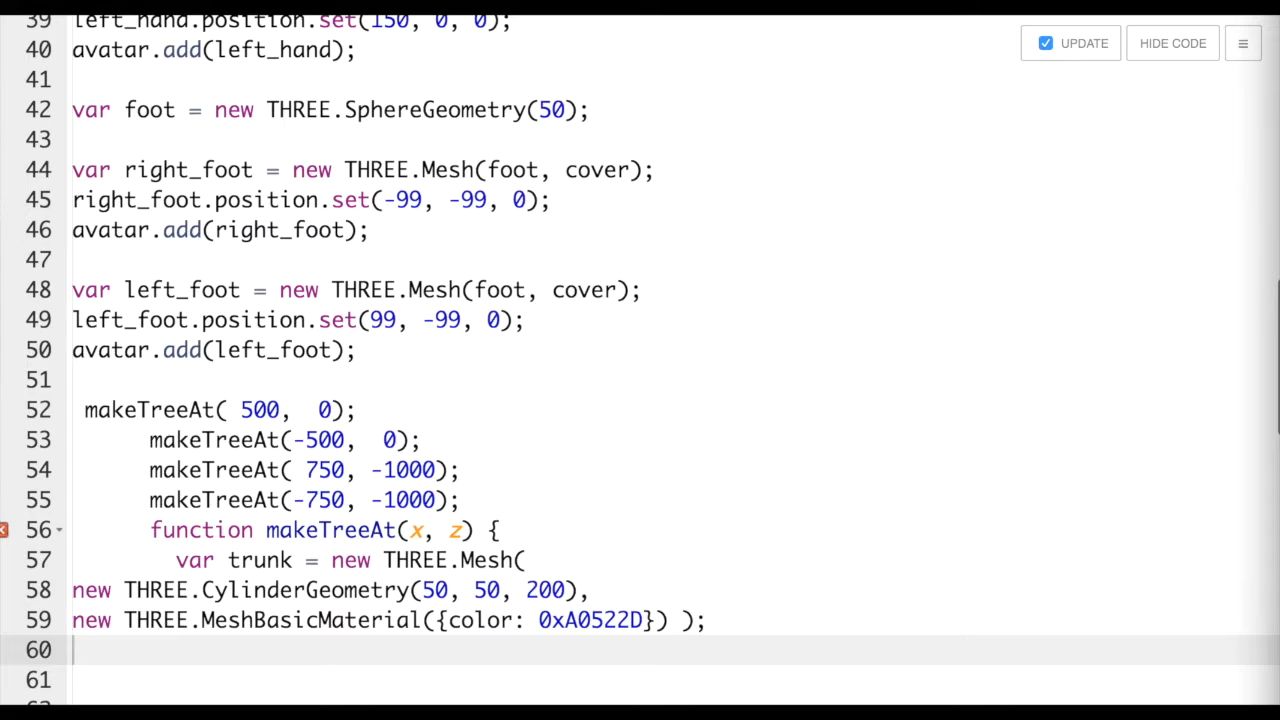 39 left_hand.position.set(150, 0, 0);
40 avatar.add(left_hand);
UPDATE HIDE CODE ≡
41
42 var foot = new THREE.SphereGeometry(50);
43
44 var right_foot = new THREE.Mesh(foot, cover);
45 right_foot.position.set(-99, -99, 0);
46 avatar.add(right_foot);
47
48 var left_foot = new THREE.Mesh(foot, cover);
49 left_foot.position.set(99, -99, 0);
50 avatar.add(left_foot);
51
52  makeTreeAt( 500,  0);
53       makeTreeAt(-500,  0);
54       makeTreeAt( 750, -1000);
55       makeTreeAt(-750, -1000);
56       function makeTreeAt(x, z) {
57         var trunk = new THREE.Mesh(
58 new THREE.CylinderGeometry(50, 50, 200),
59 new THREE.MeshBasicMaterial({color: 0xA0522D}) );
60
61